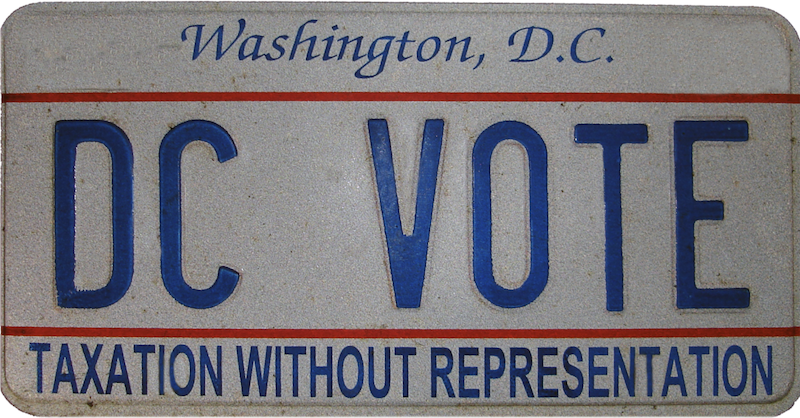 Washington, D.C.
DC VOTE
TAXATION WITHOUT REPRESENTATION